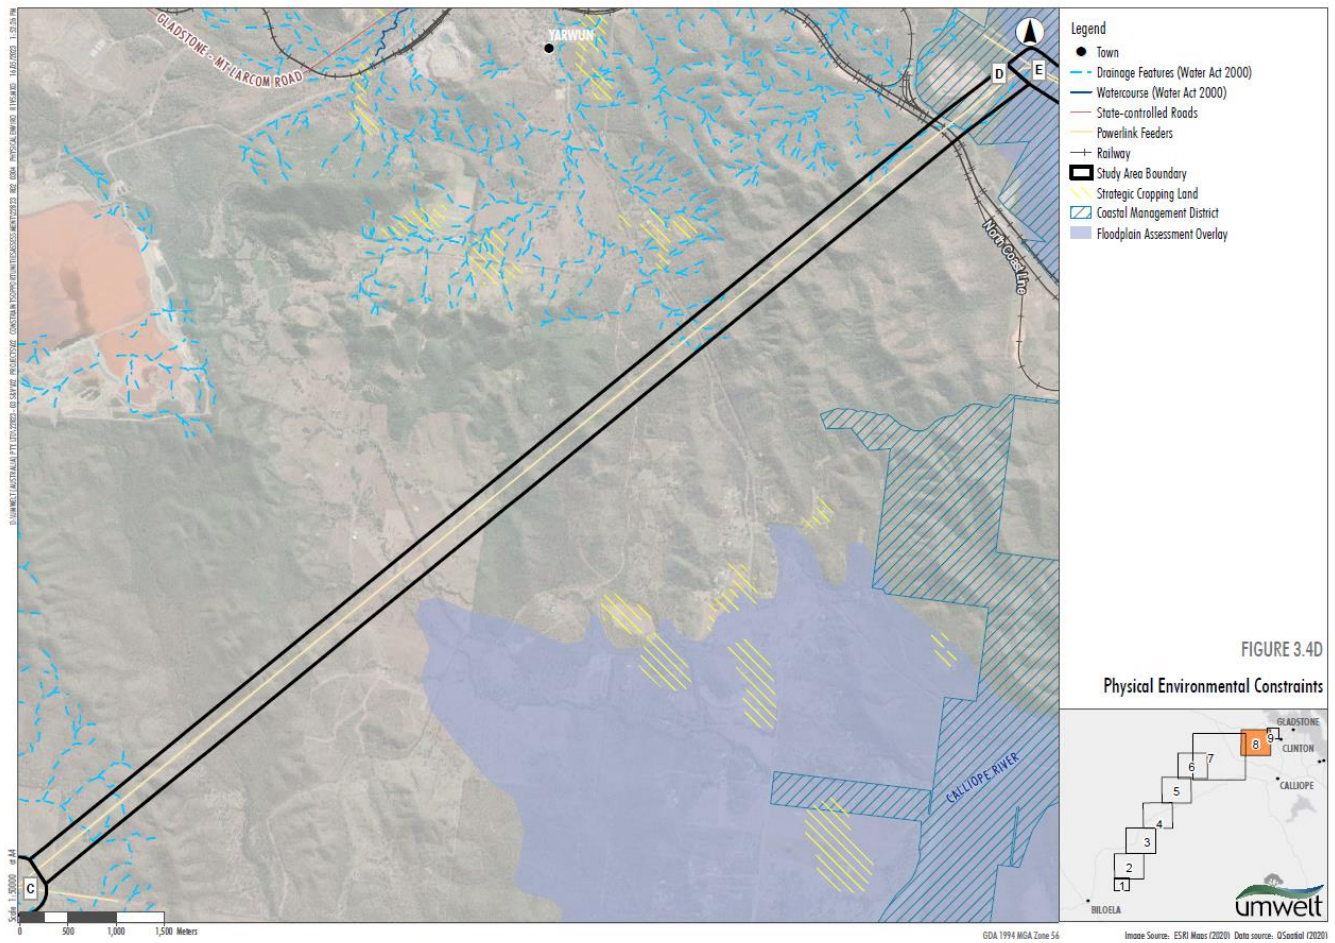 GLADSTONE - MT LARCOM ROAD
YARWUN
D
E
North Coast Line
CALLIOPE RIVER
C
Scale 1:50000 at A4
0 500 1,000 1,500 Meters
GDA 1994 MGA Zone 56
Legend
Town
Drainage Features (Water Act 2000)
Watercourse (Water Act 2000)
State-controlled Roads
Powerlink Feeders
Railway
Study Area Boundary
Strategic Cropping Land
Coastal Management District
Floodplain Assessment Overlay
FIGURE 3.4D
Physical Environmental Constraints
GLADSTONE
9
CLINTON
8
7
6
CALLIOPE
5
4
3
2
1
BILOELA
umwelt
Image Source: ESRI Maps (2020) Data source: QSpatial (2020)